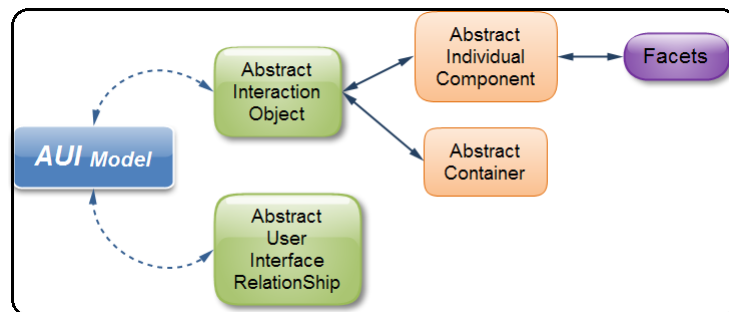 AUI Model
Abstract
Interaction
Object
Abstract
Individual
Component
Facets
Abstract
Container
Abstract
User
Interface
RelationShip